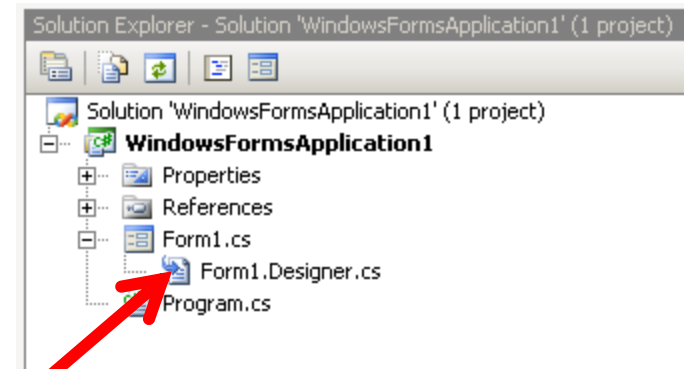 Solution Explorer - Solution 'WindowsFormsApplication1' (1 project)
Solution 'WindowsFormsApplication1' (1 project)
WindowsFormsApplication1
Properties
References
Form1.cs
Form1.Designer.cs
Program.cs